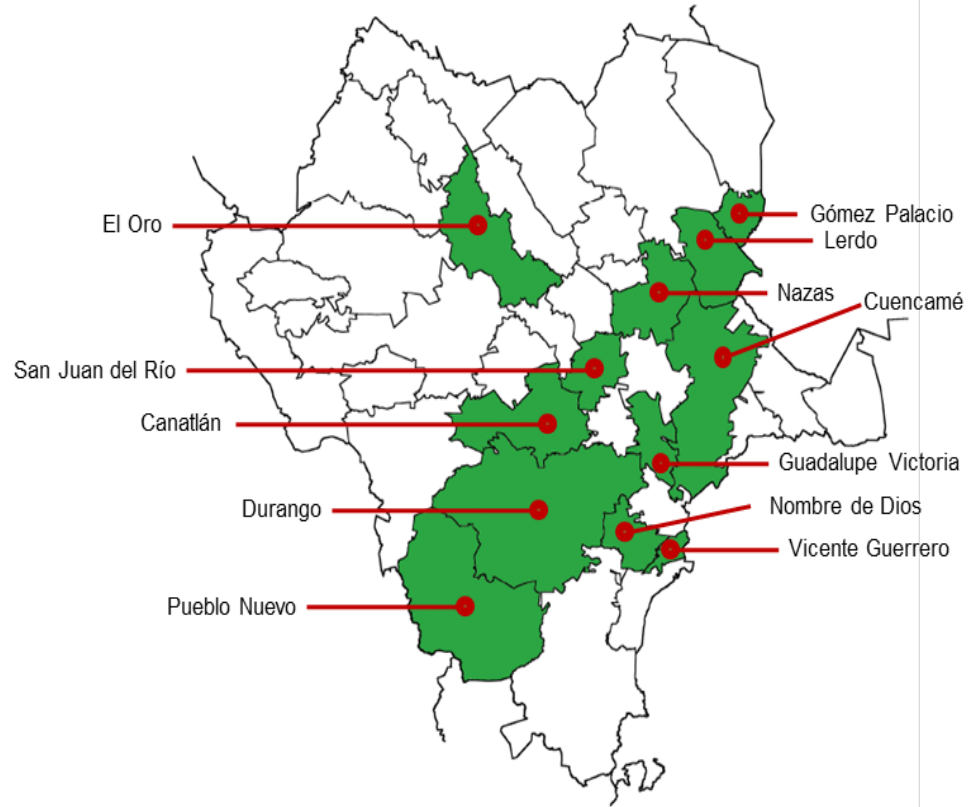 El Oro
Gómez Palacio
Lerdo
Nazas
Cuencamé
San Juan del Río
Canatlán
Guadalupe Victoria
Durango
Nombre de Dios
Vicente Guerrero
Pueblo Nuevo